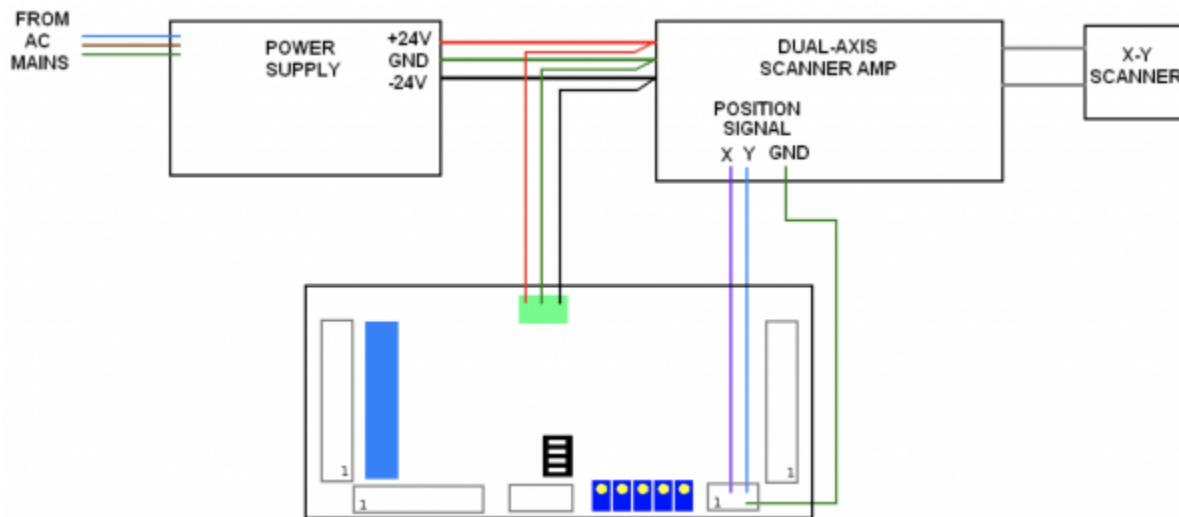 FROM
AC
MAINS
POWER
SUPPLY
+24V
GND
-24V
DUAL-AXIS
SCANNER AMP
POSITION
SIGNAL
X Y GND
X-Y
SCANNER
1
1
1
1